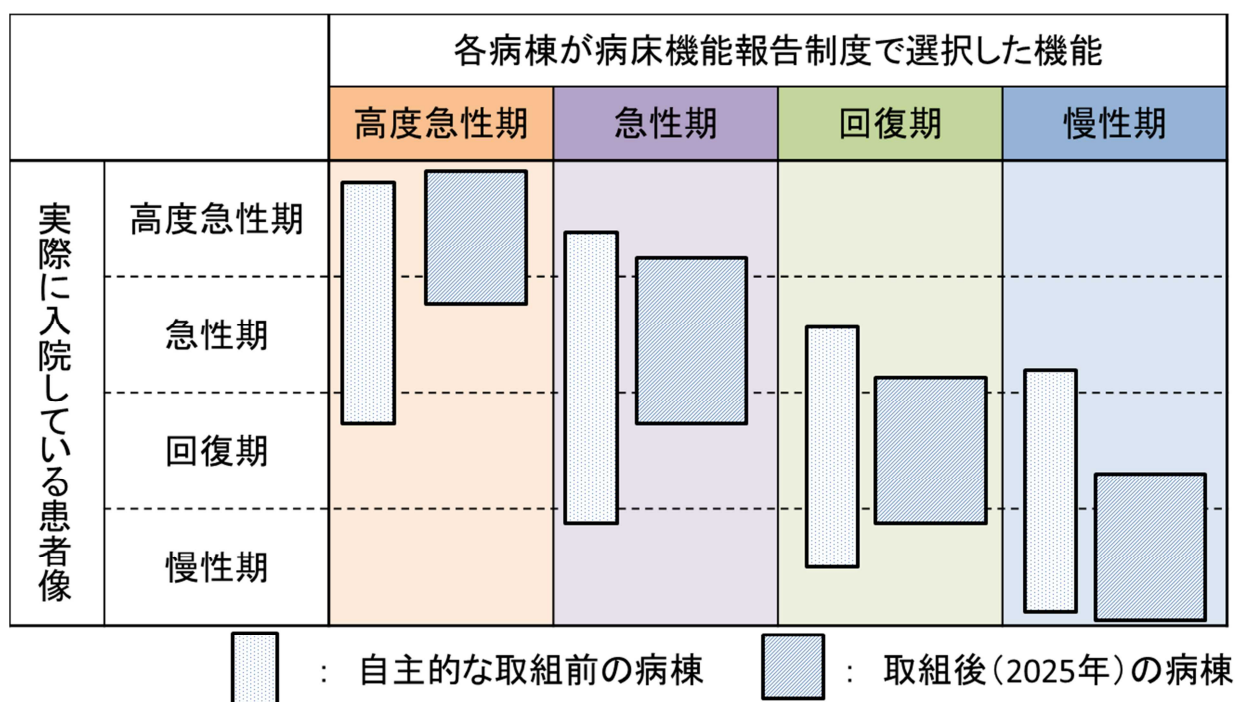 各病棟が病床機能報告制度で選択した機能
高度急性期
急性期
回復期
慢性期
実際に入院している患者像
高度急性期
急性期
回復期
慢性期
： 自主的な取組前の病棟
： 取組後（2025年）の病棟